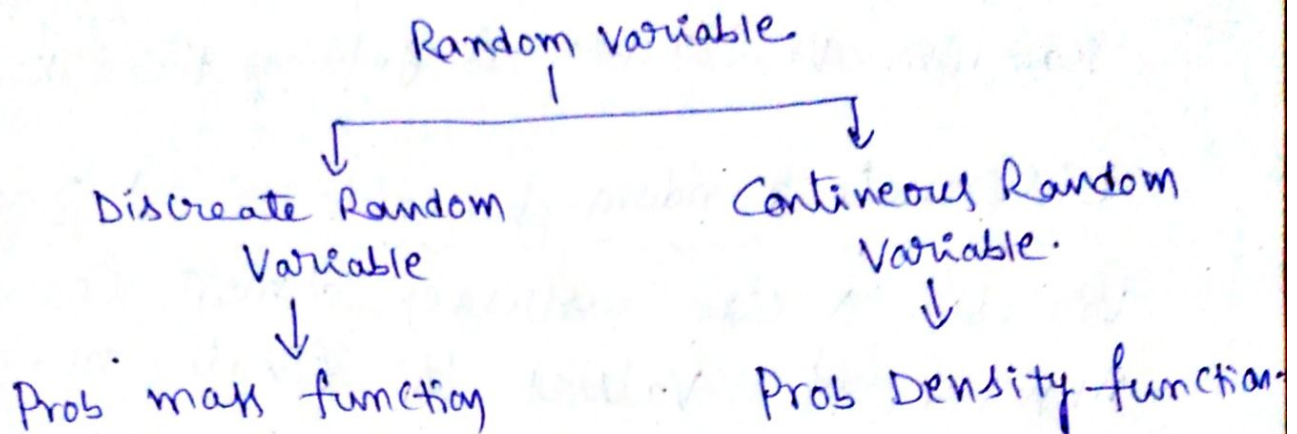 Random variable
Discreate Random
Variable
Contineous Random
Variable.
Prob mass function
Prob Density function